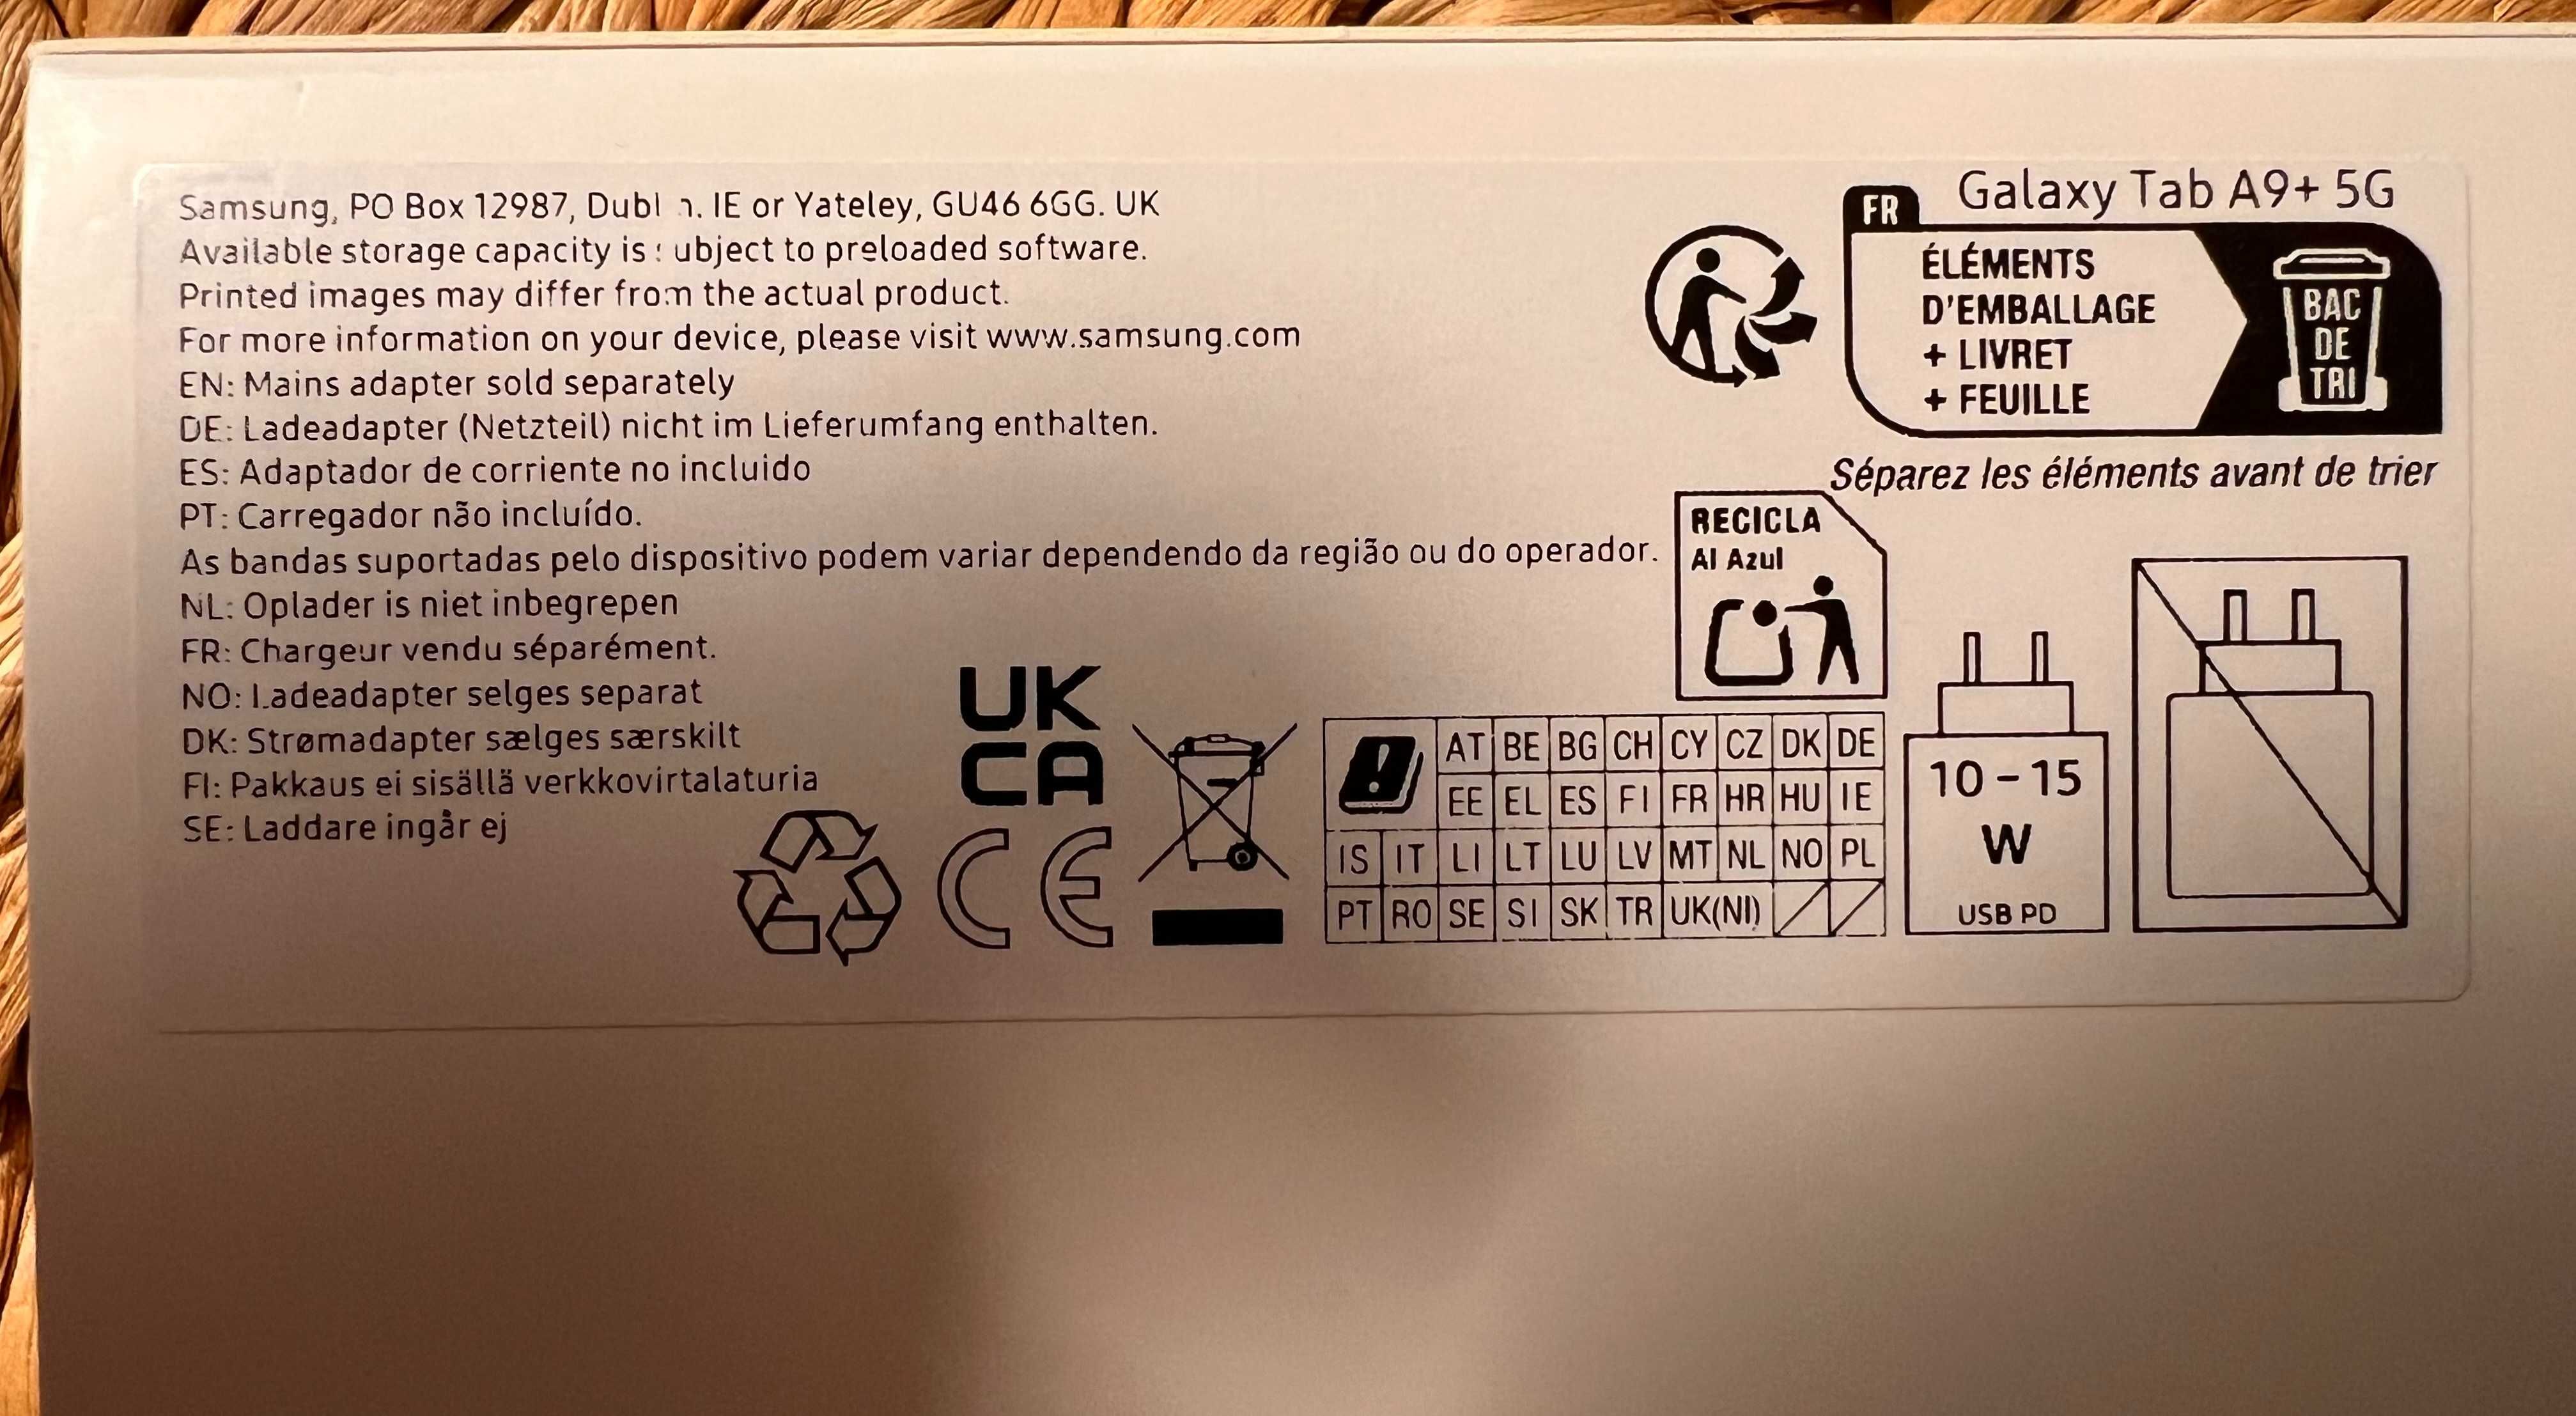 Samsung, PO Box 12987, Dublin. IE or Yateley, GU46 6GG. UK
Available storage capacity is subject to preloaded software.
Printed images may differ from the actual product.
For more information on your device, please visit www.samsung.com
EN: Mains adapter sold separately
DE: Ladeadapter (Netzteil) nicht im Lieferumfang enthalten.
ES: Adaptador de corriente no incluido
PT: Carregador não incluído.
As bandas suportadas pelo dispositivo podem variar dependendo da região ou do operador.
NL: Oplader is niet inbegrepen
FR: Chargeur vendu séparément.
NO: Ladeadapter selges separat
DK: Strømadapter sælges særskilt
FI: Pakkaus ei sisällä verkkovirtalaturia
SE: Laddare ingår ej
Galaxy Tab A9+ 5G
FR
ÉLÉMENTS
D'EMBALLAGE
+ LIVRET
+ FEUILLE
BAC
DE
TRI
Séparez les éléments avant de trier
RECICLA
Al Azul
UK
CA
CE
AT BE BG CH CY CZ DK DE
EE EL ES FI FR HR HU IE
IS IT LI LT LU LV MT NL NO PL
PT RO SE SI SK TR UK(NI)
10 – 15
W
USB PD